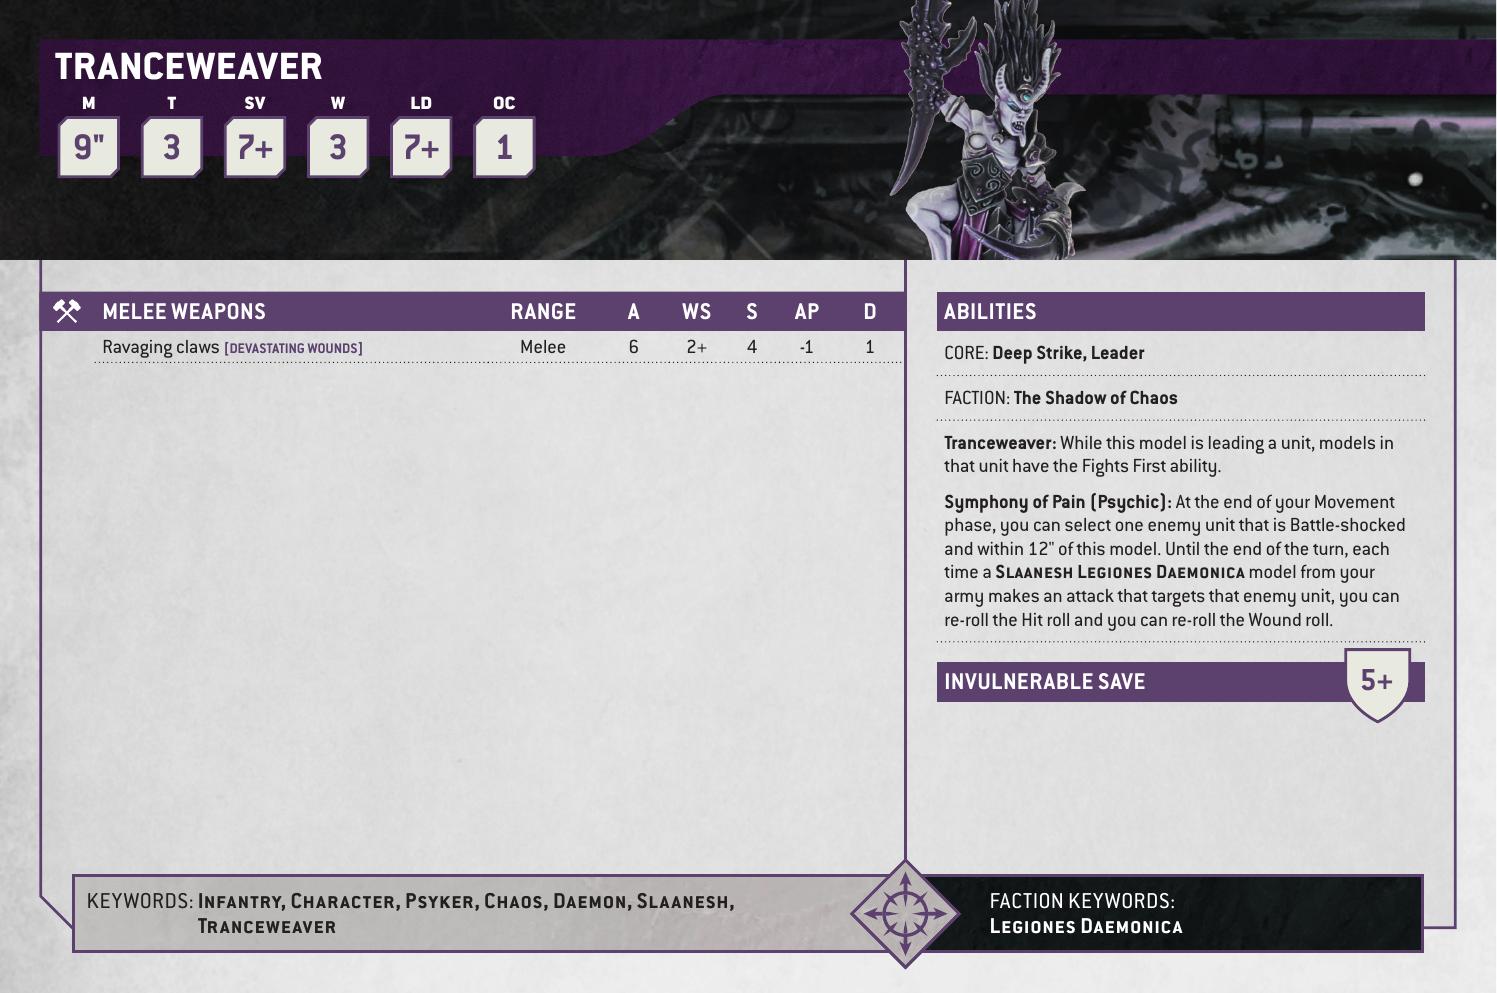 TRANCEWEAVER
M T SV W LD OC
9" 3 7+ 3 7+ 1
MELEE WEAPONS RANGE A WS S AP D
Ravaging claws [DEVASTATING WOUNDS] Melee 6 2+ 4 -1 1
ABILITIES
CORE: Deep Strike, Leader
FACTION: The Shadow of Chaos
Tranceweaver: While this model is leading a unit, models in
that unit have the Fights First ability.
Symphony of Pain (Psychic): At the end of your Movement
phase, you can select one enemy unit that is Battle-shocked
and within 12" of this model. Until the end of the turn, each
time a SLAANESH LEGIONES DAEMONICA model from your
army makes an attack that targets that enemy unit, you can
re-roll the Hit roll and you can re-roll the Wound roll.
INVULNERABLE SAVE 5+
KEYWORDS: INFANTRY, CHARACTER, PSYKER, CHAOS, DAEMON, SLAANESH,
TRANCEWEAVER
FACTION KEYWORDS:
LEGIONES DAEMONICA